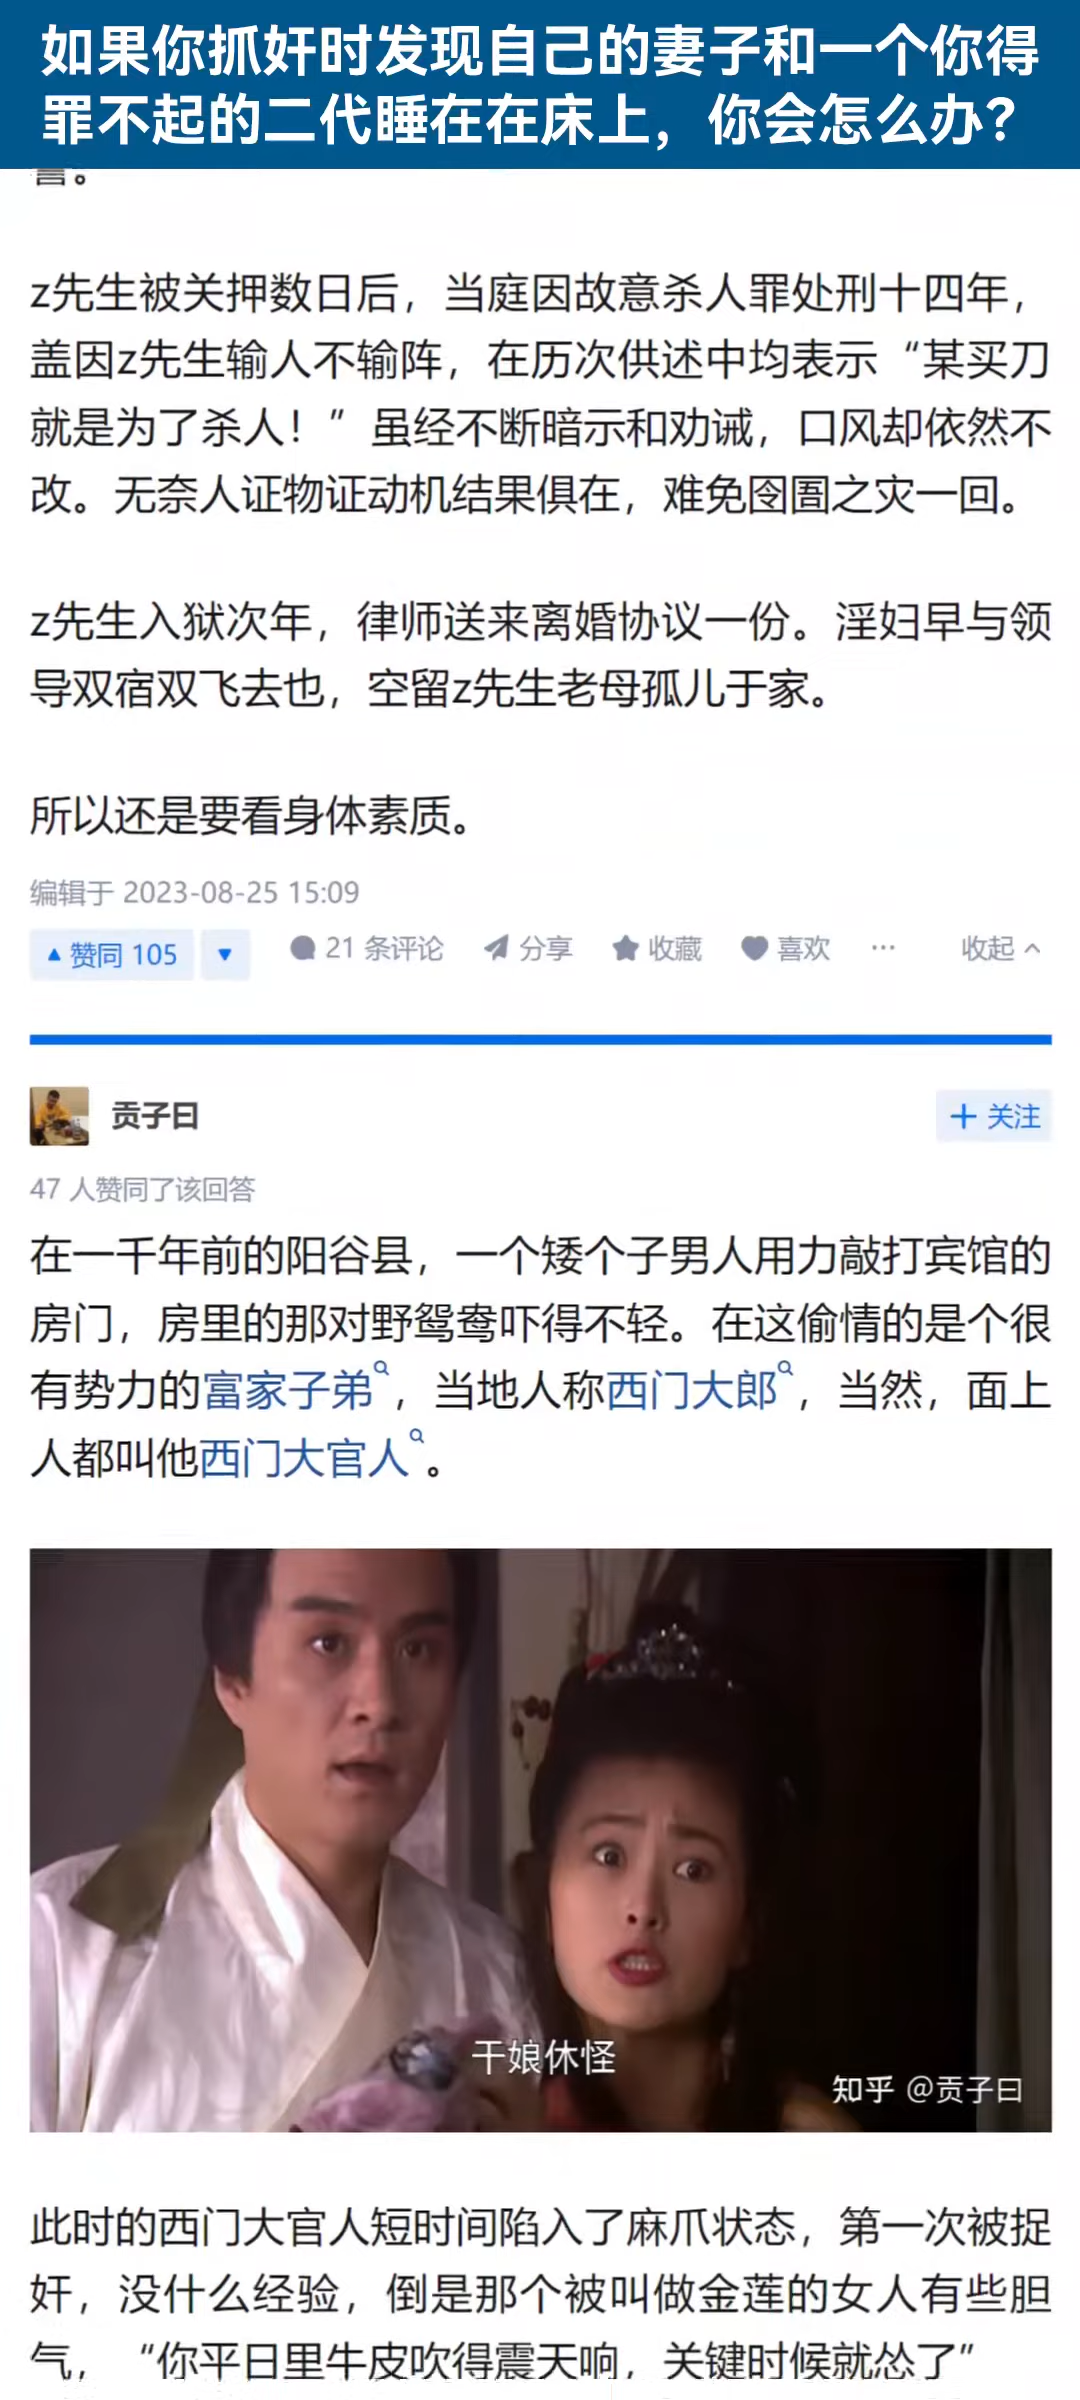 如果你抓奸时发现自己的妻子和一个你得
罪不起的二代睡在在床上，你会怎么办？
z先生被关押数日后，当庭因故意杀人罪处刑十四年，
盖因z先生输人不输阵，在历次供述中均表示“某买刀
就是为了杀人！”虽经不断暗示和劝诫，口风却依然不
改。无奈人证物证动机结果俱在，难免囹圄之灾一回。
z先生入狱次年，律师送来离婚协议一份。淫妇早与领
导双宿双飞去也，空留z先生老母孤儿于家。
所以还是要看身体素质。
编辑于 2023-08-25 15:09
赞同 105 21 条评论 分享 收藏 喜欢 ··· 收起
贡子曰
+ 关注
47 人赞同了该回答
在一千年前的阳谷县，一个矮个子男人用力敲打宾馆的
房门，房里的那对野鸳鸯吓得不轻。在这偷情的是个很
有势力的富家子弟，当地人称西门大郎，当然，面上
人都叫他西门大官人。
干娘休怪
知乎 @贡子曰
此时的西门大官人短时间陷入了麻爪状态，第一次被捉
奸，没什么经验，倒是那个被叫做金莲的女人有些胆
气，“你平日里牛皮吹得震天响，关键时候就怂了”